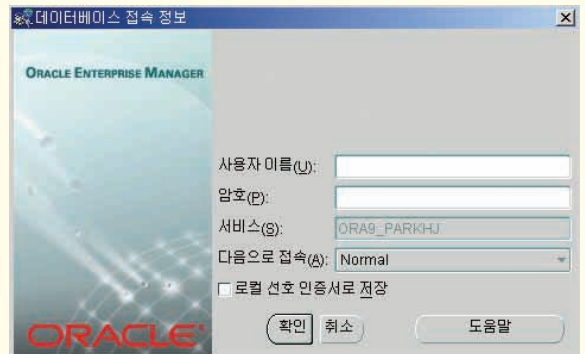 데이터베이스 접속 정보
ORACLE ENTERPRISE MANAGER
사용자 이름(U):
암호(P):
서비스(S): ORA9_PARKHJ
다음으로 접속(A): Normal
로컬 선호 인증서로 저장
확인 취소 도움말
ORACLE®